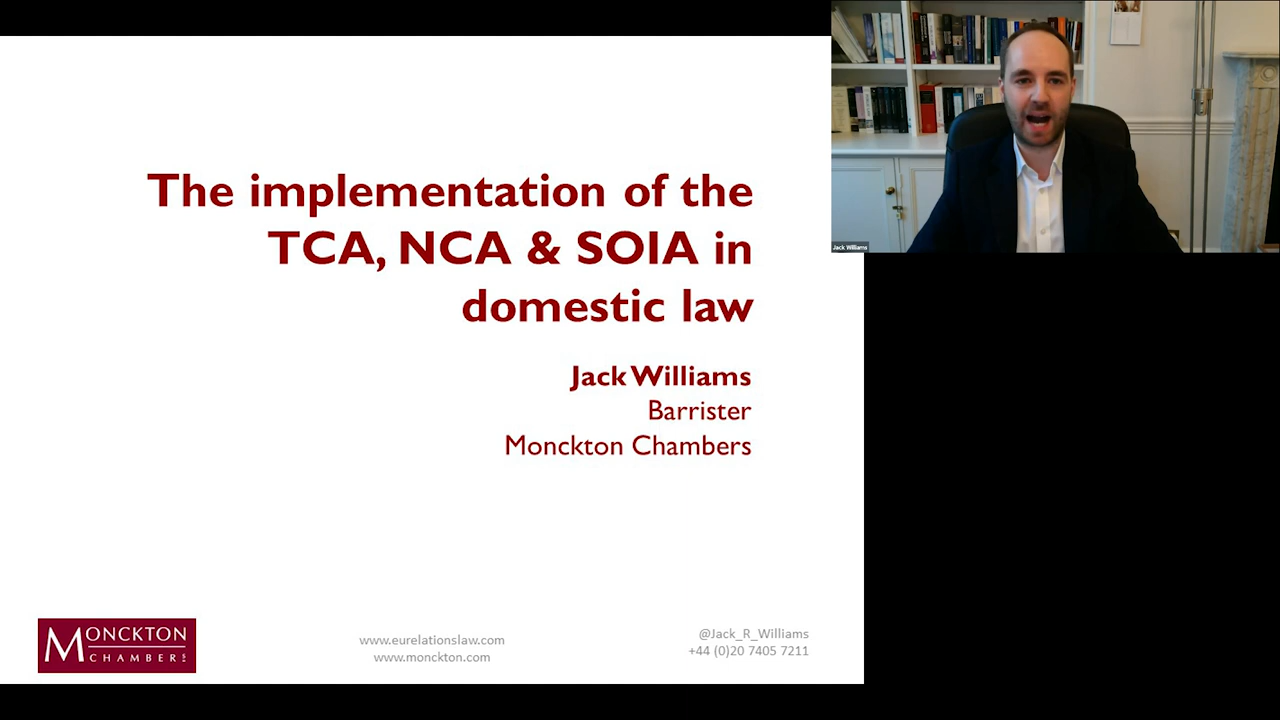 The implementation of the
TCA, NCA & SOIA in
domestic law
Jack Williams
Barrister
Monckton Chambers
MONCKTON
CHAMBERS
www.eurelationslaw.com
www.monckton.com
@Jack_R_Williams
+44 (0)20 7405 7211
Jack Williams